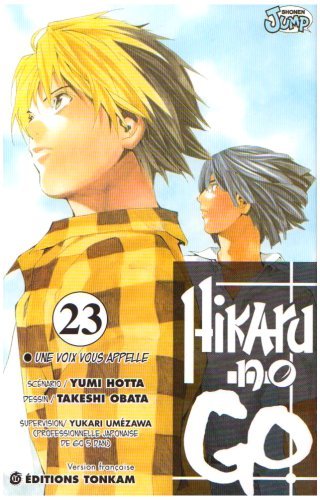 SHONEN
JUMP
23
UNE VOIX VOUS APPELLE
SCÉNARIO / YUMI HOTTA
DESSIN / TAKESHI OBATA
SUPERVISION / YUKARI UMÉZAWA
(PROFESSIONNELLE JAPONAISE
DE GO 5 DAN)
Version française
ÉDITIONS TONKAM
HIKARU
no
GO